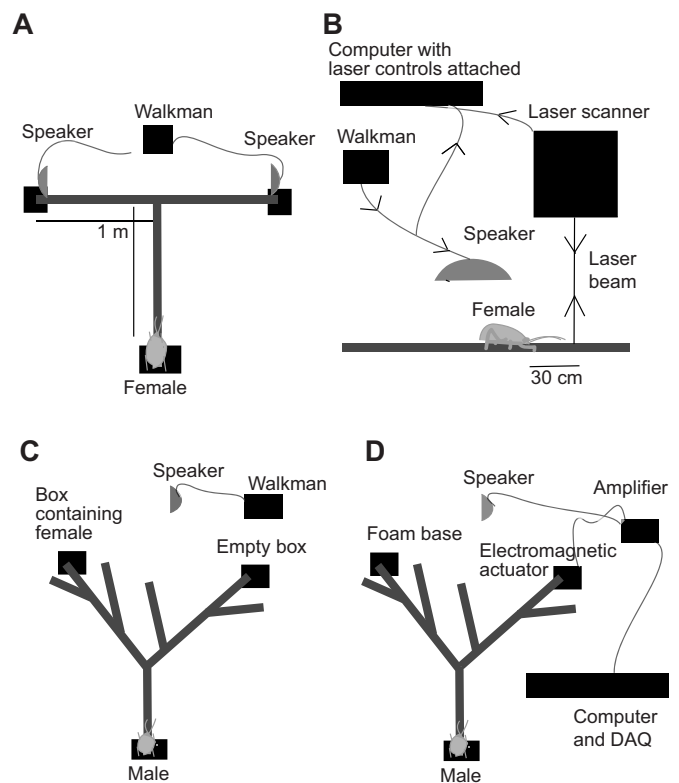 A
Walkman
Speaker
Speaker
1 m
Female
B
Computer with
laser controls attached
Laser scanner
Walkman
Speaker
Laser
beam
Female
30 cm
C
Speaker
Walkman
Box
containing
female
Empty box
Male
D
Speaker
Amplifier
Foam base
Electromagnetic
actuator
Computer
and DAQ
Male